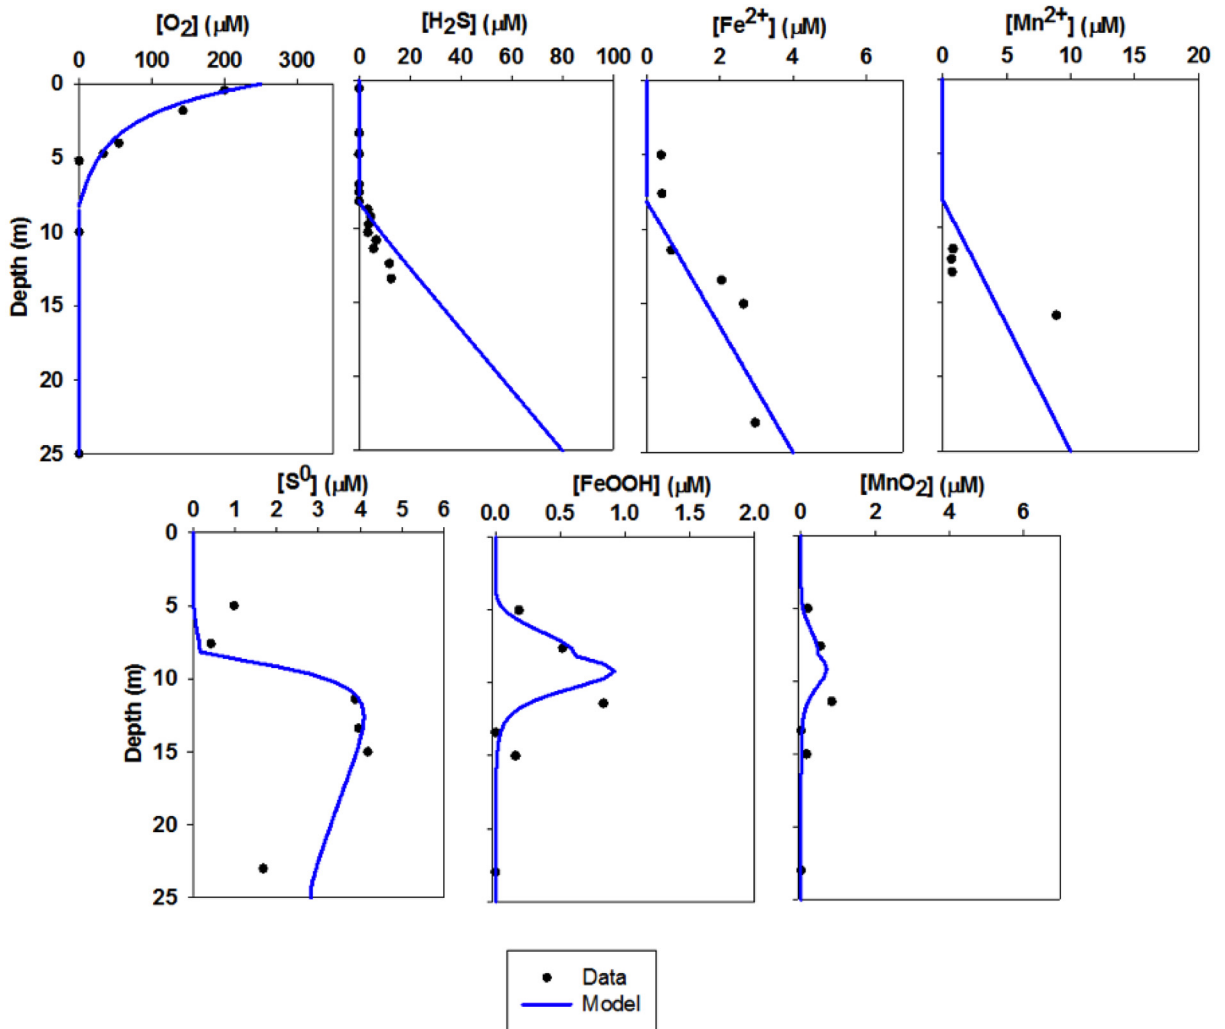 [O2] (µM) [H2S] (µM) [Fe2+] (µM) [Mn2+] (µM)
0 100 200 300 0 20 40 60 80 100 0 2 4 6 0 5 10 15 20
0
5
10
15
20
25
Depth (m)
[S0] (µM) [FeOOH] (µM) [MnO2] (µM)
0 1 2 3 4 5 6 0.0 0.5 1.0 1.5 2.0 0 2 4 6
0
5
10
15
20
25
Depth (m)
Data
Model